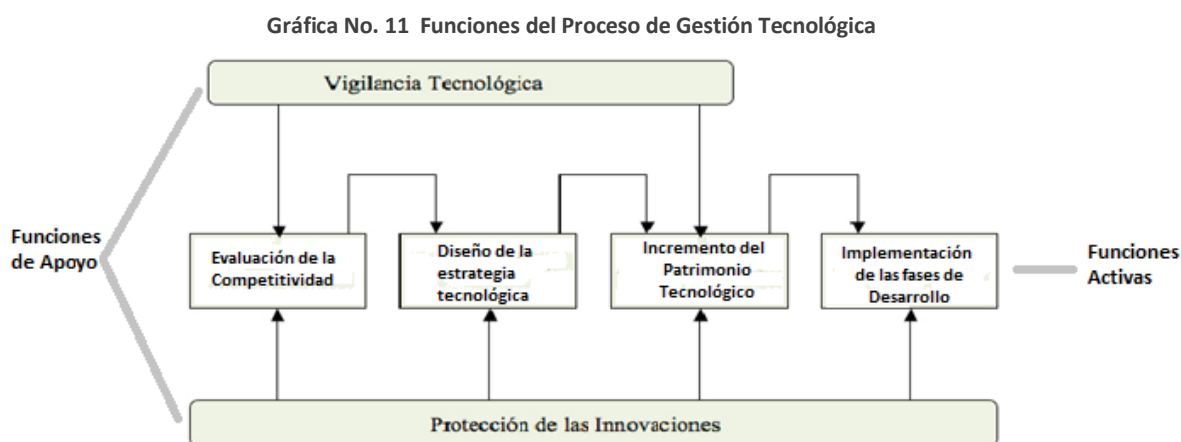 Gráfica No. 11 Funciones del Proceso de Gestión Tecnológica
Vigilancia Tecnológica
Funciones
de Apoyo
Evaluación de la
Competitividad
Diseño de la
estrategia
tecnológica
Incremento del
Patrimonio
Tecnológico
Implementación
de las fases de
Desarrollo
Funciones
Activas
Protección de las Innovaciones